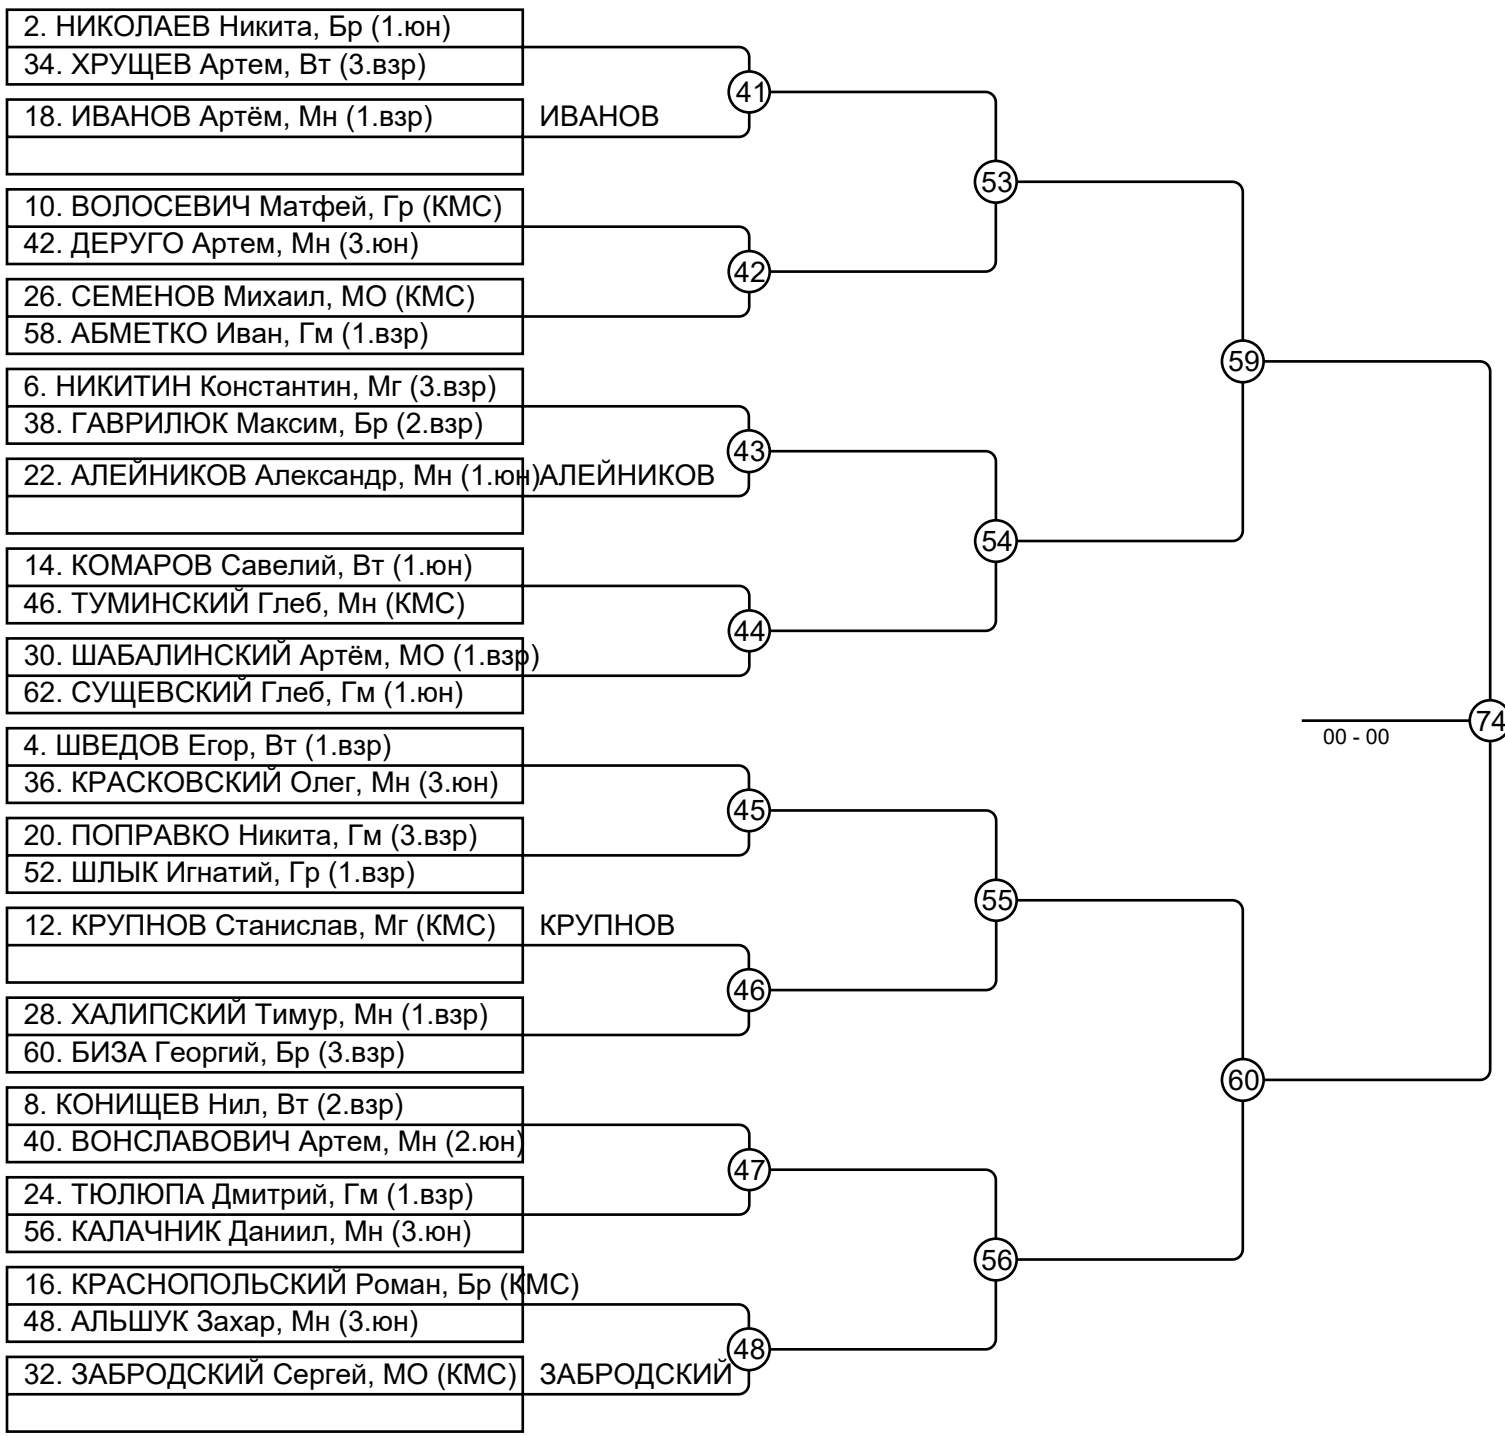 2. НИКОЛАЕВ Никита, Бр (1.юн)
34. ХРУЩЕВ Артем, Вт (3.взр)
41
18. ИВАНОВ Артём, Мн (1.взр) ИВАНОВ
53
10. ВОЛОСЕВИЧ Матфей, Гр (КМС)
42. ДЕРУГО Артем, Мн (3.юн)
42
26. СЕМЕНОВ Михаил, МО (КМС)
58. АБМЕТКО Иван, Гм (1.взр)
59
6. НИКИТИН Константин, Мг (3.взр)
38. ГАВРИЛЮК Максим, Бр (2.взр)
43
22. АЛЕЙНИКОВ Александр, Мн (1.юн) АЛЕЙНИКОВ
54
14. КОМАРОВ Савелий, Вт (1.юн)
46. ТУМИНСКИЙ Глеб, Мн (КМС)
44
30. ШАБАЛИНСКИЙ Артём, МО (1.взр)
62. СУЩЕВСКИЙ Глеб, Гм (1.юн)
74
00 - 00
4. ШВЕДОВ Егор, Вт (1.взр)
36. КРАСКОВСКИЙ Олег, Мн (3.юн)
45
20. ПОПРАВКО Никита, Гм (3.взр)
52. ШЛЫК Игнатий, Гр (1.взр)
55
12. КРУПНОВ Станислав, Мг (КМС) КРУПНОВ
46
28. ХАЛИПСКИЙ Тимур, Мн (1.взр)
60. БИЗА Георгий, Бр (3.взр)
60
8. КОНИЩЕВ Нил, Вт (2.взр)
40. ВОНСЛАВОВИЧ Артем, Мн (2.юн)
47
24. ТЮЛЮПА Дмитрий, Гм (1.взр)
56. КАЛАЧНИК Даниил, Мн (3.юн)
56
16. КРАСНОПОЛЬСКИЙ Роман, Бр (КМС)
48. АЛЬШУК Захар, Мн (3.юн)
48
32. ЗАБРОДСКИЙ Сергей, МО (КМС) ЗАБРОДСКИЙ